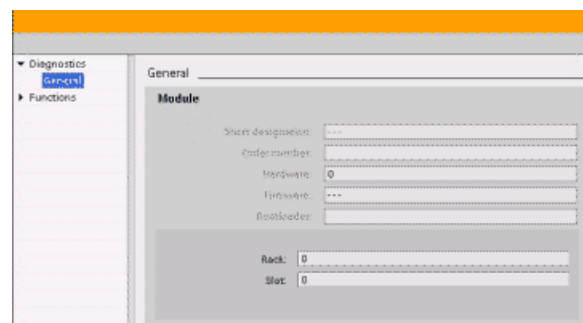 Diagnostics
General
Functions
General
Module
Short designation: ---
Order number:
Hardware: 0
Firmware: ---
Bootloader:
Rack: 0
Slot: 0